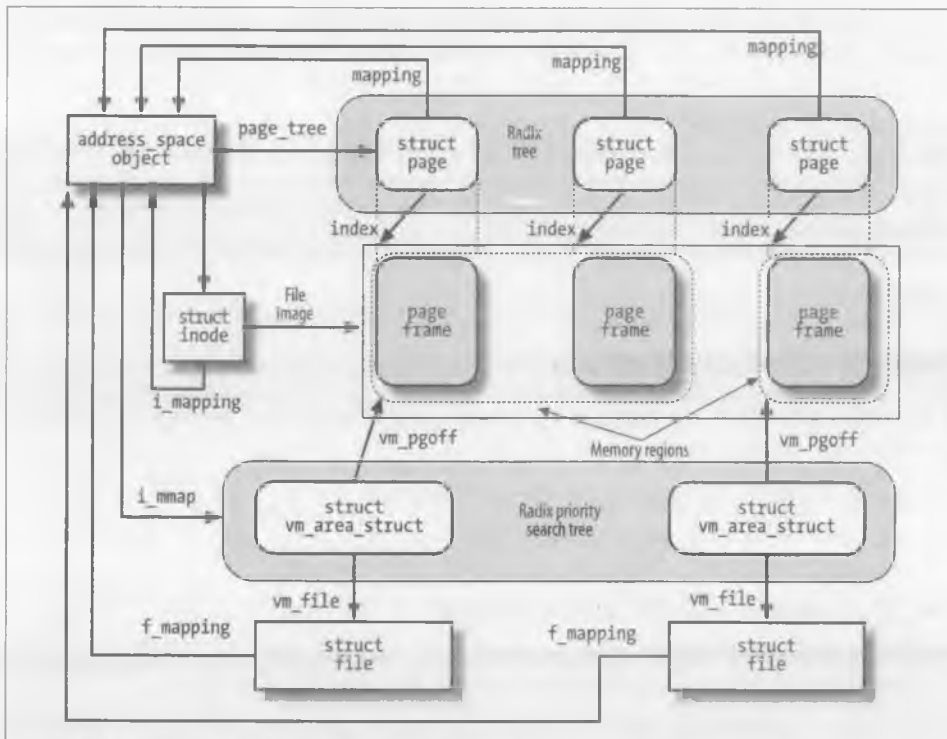 mapping
mapping
mapping
address_space
object
page_tree
struct
page
Radix
tree
struct
page
struct
page
index
index
index
struct
inode
File
image
page
frame
page
frame
page
frame
i_mapping
vm_pgoff
Memory regions
vm_pgoff
i_mmap
struct
vm_area_struct
Radix priority
search tree
struct
vm_area_struct
vm_file
vm_file
f_mapping
struct
file
f_mapping
struct
file